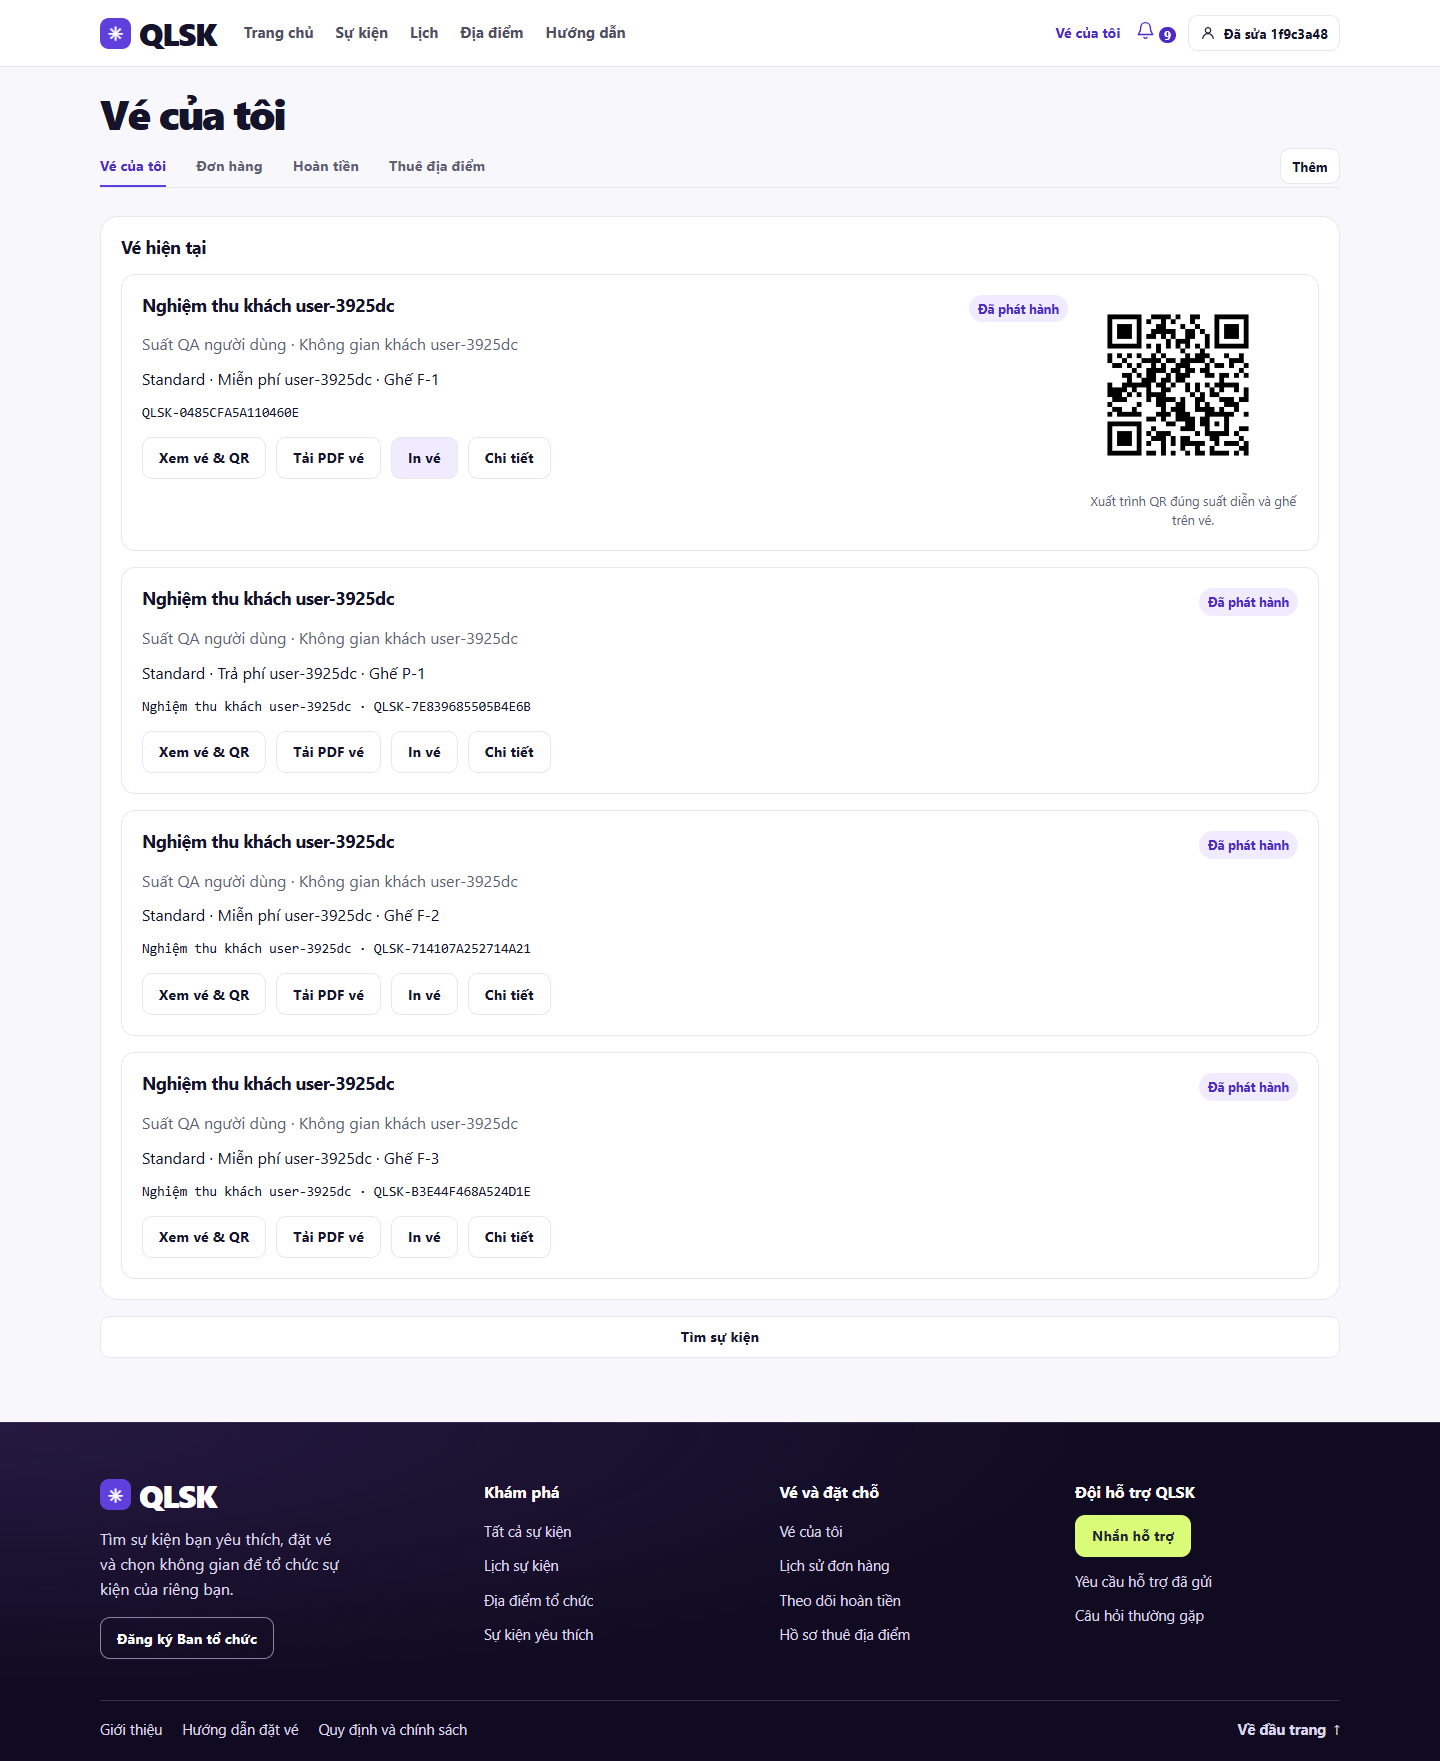 QLSK
Trang chủ
Sự kiện
Lịch
Địa điểm
Hướng dẫn
Vé của tôi
9
Đã sửa 1f9c3a48
Vé của tôi
Vé của tôi
Đơn hàng
Hoàn tiền
Thuê địa điểm
Thêm
Vé hiện tại
Nghiệm thu khách user-3925dc
Đã phát hành
Suất QA người dùng · Không gian khách user-3925dc
Standard · Miễn phí user-3925dc · Ghế F-1
QLSK-0485CFA5A110460E
Xem vé & QR
Tải PDF vé
In vé
Chi tiết
Xuất trình QR đúng suất diễn và ghế
trên vé.
Nghiệm thu khách user-3925dc
Đã phát hành
Suất QA người dùng · Không gian khách user-3925dc
Standard · Trả phí user-3925dc · Ghế P-1
Nghiệm thu khách user-3925dc · QLSK-7E839685505B4E6B
Xem vé & QR
Tải PDF vé
In vé
Chi tiết
Nghiệm thu khách user-3925dc
Đã phát hành
Suất QA người dùng · Không gian khách user-3925dc
Standard · Miễn phí user-3925dc · Ghế F-2
Nghiệm thu khách user-3925dc · QLSK-714107A252714A21
Xem vé & QR
Tải PDF vé
In vé
Chi tiết
Nghiệm thu khách user-3925dc
Đã phát hành
Suất QA người dùng · Không gian khách user-3925dc
Standard · Miễn phí user-3925dc · Ghế F-3
Nghiệm thu khách user-3925dc · QLSK-B3E44F468A524D1E
Xem vé & QR
Tải PDF vé
In vé
Chi tiết
Tìm sự kiện
QLSK
Tìm sự kiện bạn yêu thích, đặt vé
và chọn không gian để tổ chức sự
kiện của riêng bạn.
Đăng ký Ban tổ chức
Khám phá
Tất cả sự kiện
Lịch sự kiện
Địa điểm tổ chức
Sự kiện yêu thích
Vé và đặt chỗ
Vé của tôi
Lịch sử đơn hàng
Theo dõi hoàn tiền
Hồ sơ thuê địa điểm
Đội hỗ trợ QLSK
Nhắn hỗ trợ
Yêu cầu hỗ trợ đã gửi
Câu hỏi thường gặp
Giới thiệu
Hướng dẫn đặt vé
Quy định và chính sách
Về đầu trang ↑